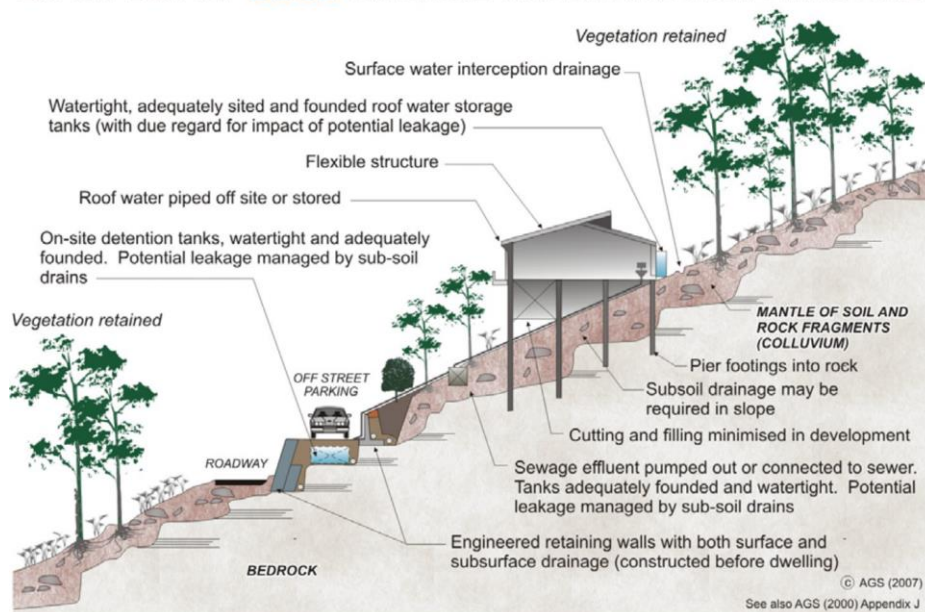 Vegetation retained
Surface water interception drainage
Watertight, adequately sited and founded roof water storage
tanks (with due regard for impact of potential leakage)
Flexible structure
Roof water piped off site or stored
On-site detention tanks, watertight and adequately
founded. Potential leakage managed by sub-soil
drains
Vegetation retained
MANTLE OF SOIL AND
ROCK FRAGMENTS
(COLLUVIUM)
Pier footings into rock
OFF STREET
PARKING
Subsoil drainage may be
required in slope
Cutting and filling minimised in development
ROADWAY
Sewage effluent pumped out or connected to sewer.
Tanks adequately founded and watertight. Potential
leakage managed by sub-soil drains
Engineered retaining walls with both surface and
subsurface drainage (constructed before dwelling)
BEDROCK
© AGS (2007)
See also AGS (2000) Appendix J